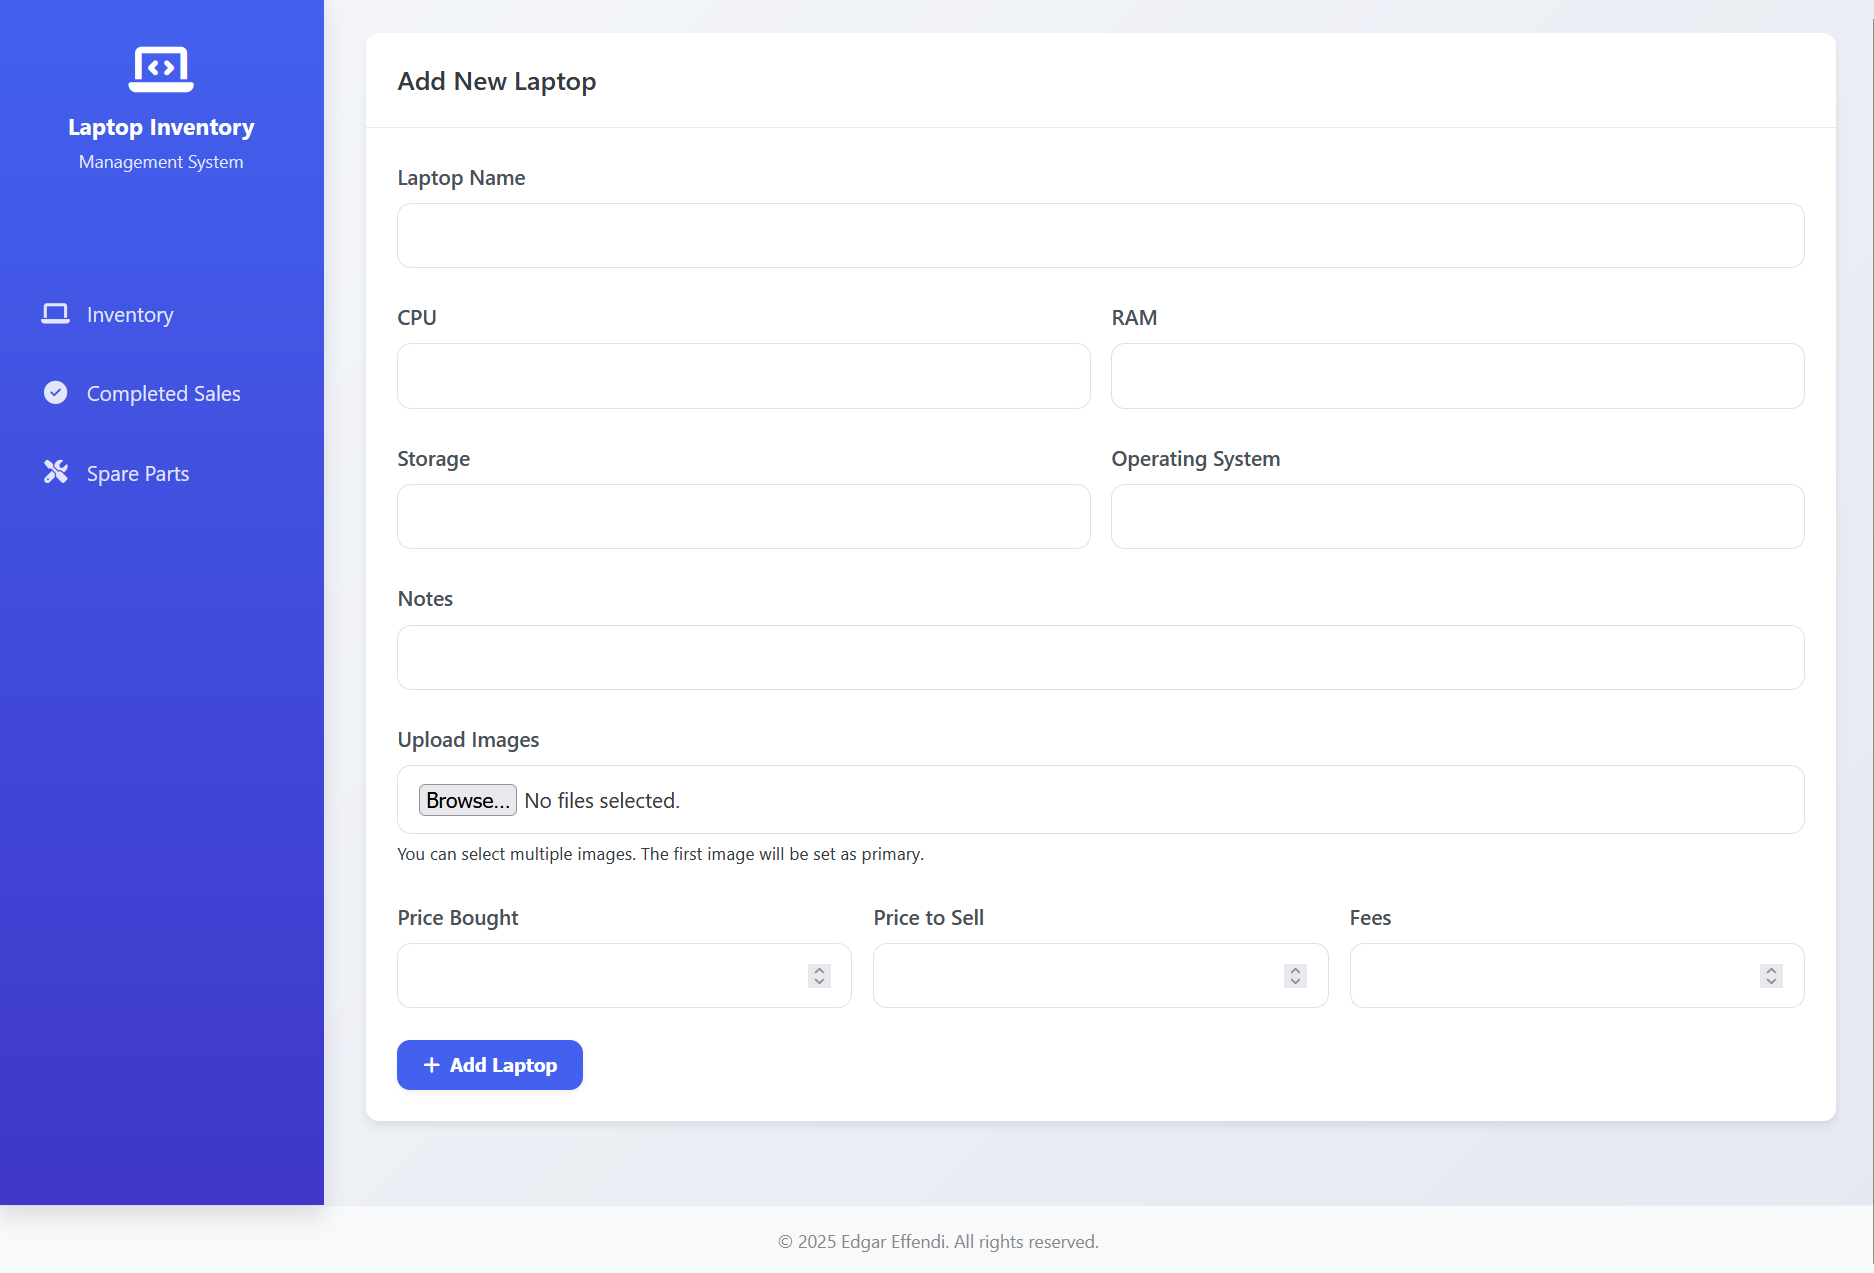 Laptop Inventory
Management System
Inventory
Completed Sales
Spare Parts
Add New Laptop
Laptop Name
CPU
RAM
Storage
Operating System
Notes
Upload Images
Browse... No files selected.
You can select multiple images. The first image will be set as primary.
Price Bought
Price to Sell
Fees
+ Add Laptop
© 2025 Edgar Effendi. All rights reserved.